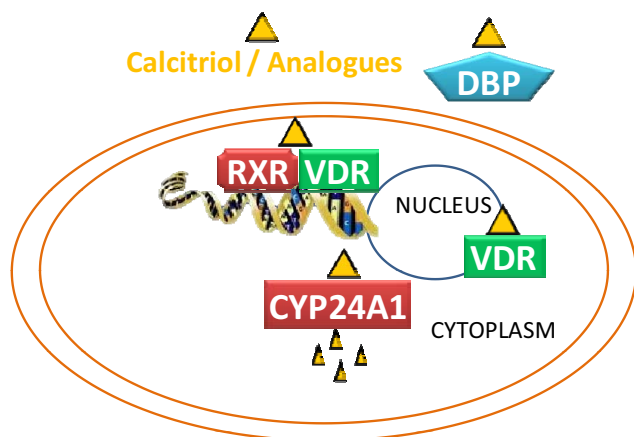 Calcitriol / Analogues
DBP
RXR VDR
NUCLEUS
VDR
CYP24A1
CYTOPLASM